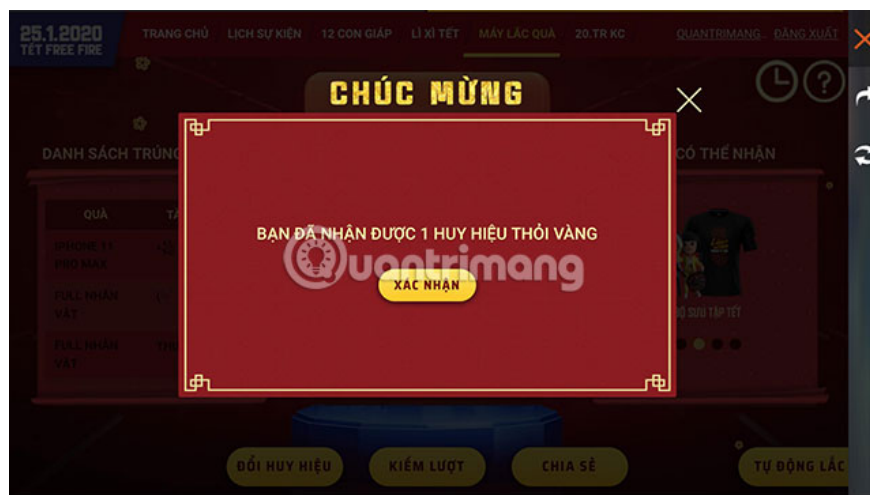 25.1.2020
TẾT FREE FIRE
TRANG CHỦ LỊCH SỰ KIỆN 12 CON GIÁP LÌ XÌ TẾT MÁY LẮC QUÀ 20.TR KC QUANTRIMANG.. ĐĂNG XUẤT
CHÚC MỪNG
DANH SÁCH TRÚNG
CÓ THỂ NHẬN
QUÀ
IPHONE 11
PRO MAX
FULL NHÂN
VẬT
FULL NHÂN
VẬT
BẠN ĐÃ NHẬN ĐƯỢC 1 HUY HIỆU THỎI VÀNG
Quantrimang
XÁC NHẬN
BỘ SƯU TẬP TẾT
ĐỔI HUY HIỆU
KIẾM LƯỢT
CHIA SẺ
TỰ ĐỘNG LẮC